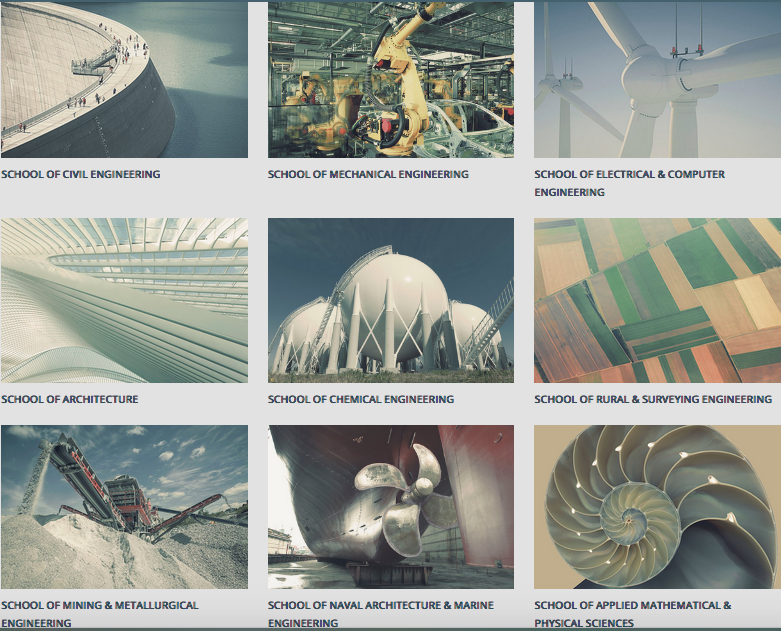 SCHOOL OF CIVIL ENGINEERING
SCHOOL OF MECHANICAL ENGINEERING
SCHOOL OF ELECTRICAL & COMPUTER
ENGINEERING
SCHOOL OF ARCHITECTURE
SCHOOL OF CHEMICAL ENGINEERING
SCHOOL OF RURAL & SURVEYING ENGINEERING
SCHOOL OF MINING & METALLURGICAL
ENGINEERING
SCHOOL OF NAVAL ARCHITECTURE & MARINE
ENGINEERING
SCHOOL OF APPLIED MATHEMATICAL &
PHYSICAL SCIENCES